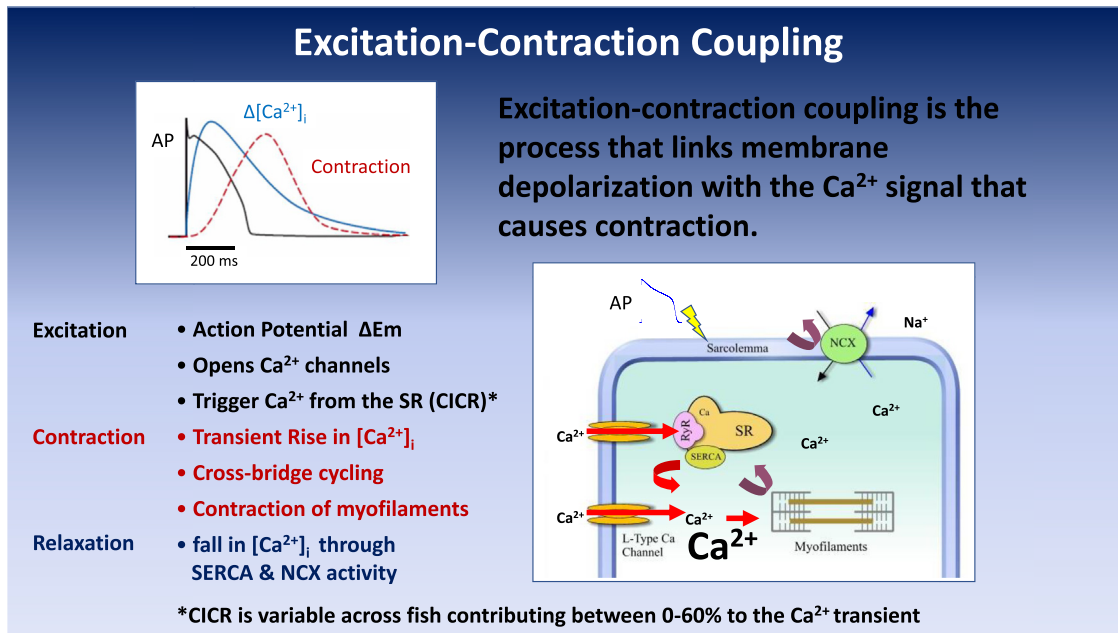 Excitation-Contraction Coupling
Δ[Ca²⁺]ᵢ
AP
Contraction
200 ms
Excitation-contraction coupling is the
process that links membrane
depolarization with the Ca²⁺ signal that
causes contraction.
Excitation
• Action Potential ΔEm
• Opens Ca²⁺ channels
• Trigger Ca²⁺ from the SR (CICR)*
Contraction
• Transient Rise in [Ca²⁺]ᵢ
• Cross-bridge cycling
• Contraction of myofilaments
Relaxation
• fall in [Ca²⁺]ᵢ through
SERCA & NCX activity
AP
Sarcolemma
NCX
Na⁺
Ca
Ca²⁺
RyR
SR
Ca²⁺
Ca²⁺
SERCA
Ca²⁺
Ca²⁺
L-Type Ca
Channel
Ca²⁺
Myofilaments
*CICR is variable across fish contributing between 0-60% to the Ca²⁺ transient